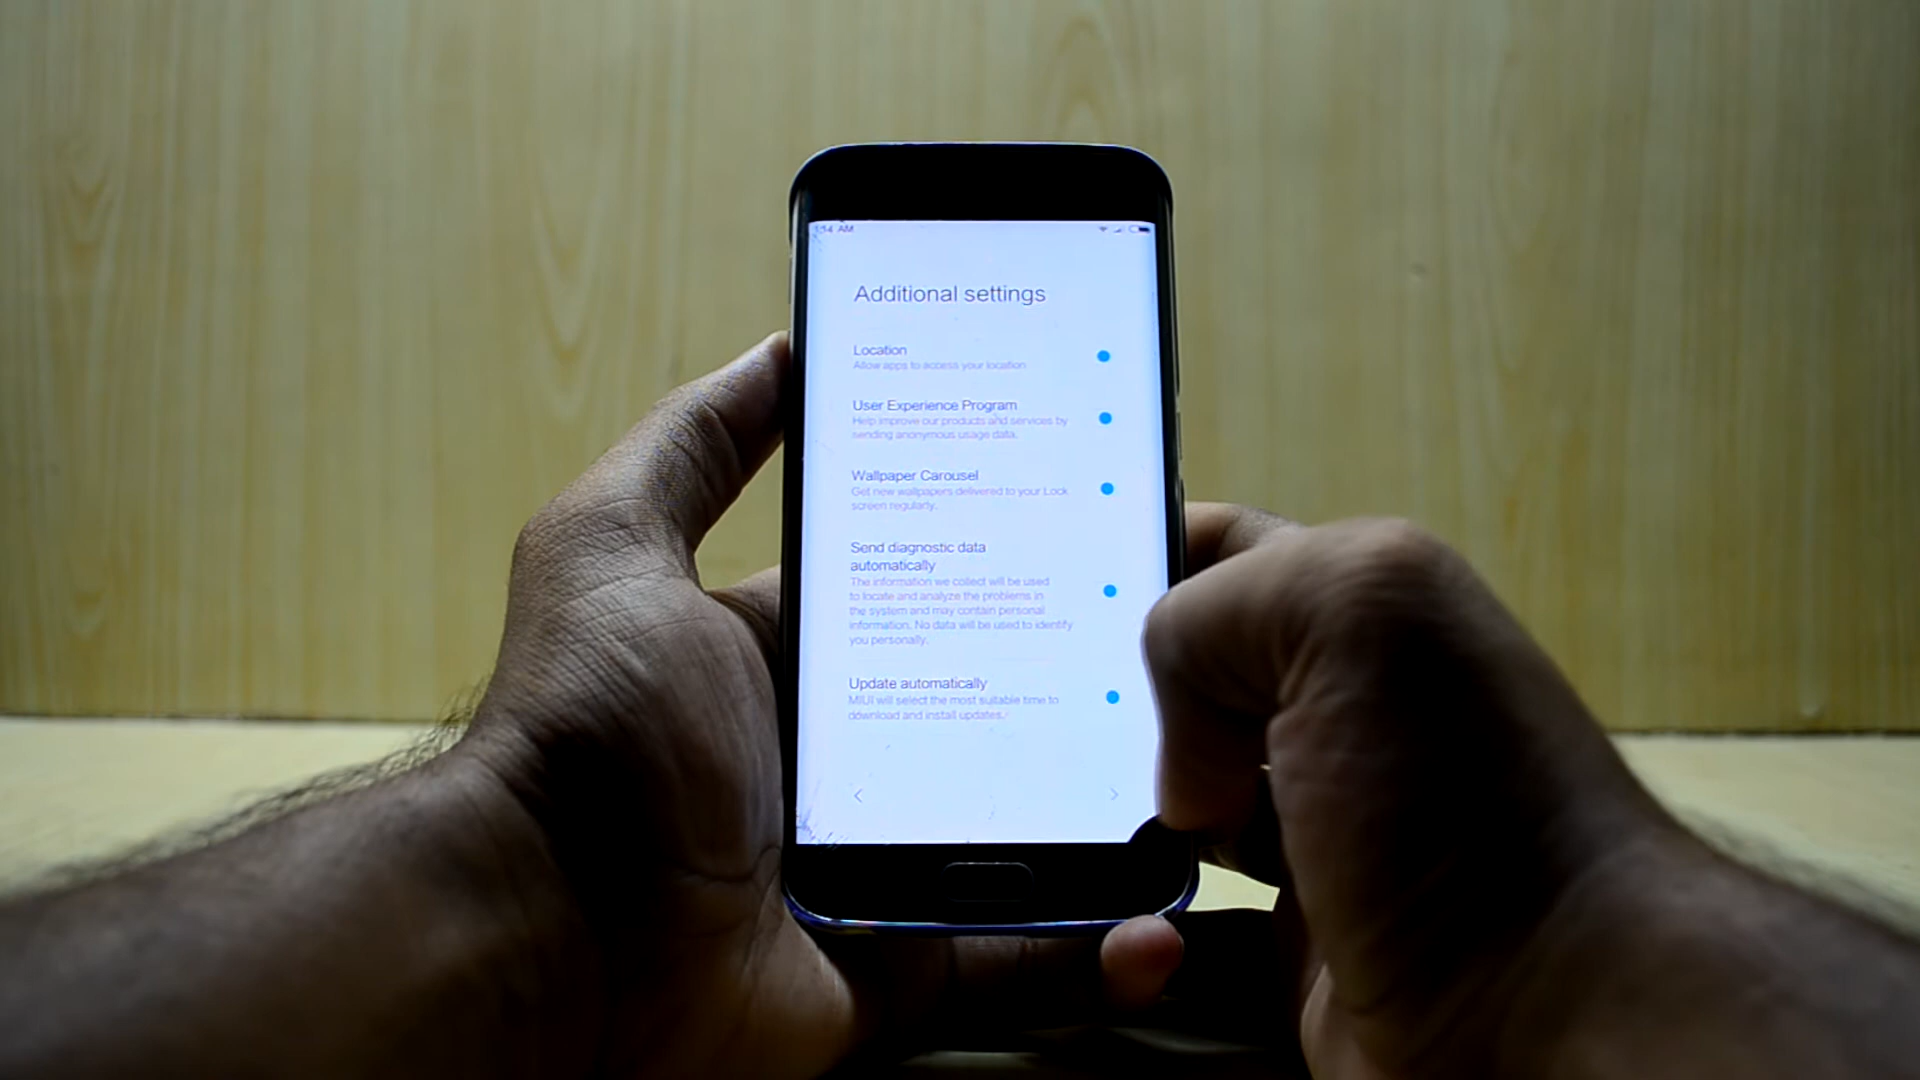 1:14 AM
Additional settings
Location
Allow apps to access your location
User Experience Program
Help improve our products and services by
sending anonymous usage data.
Wallpaper Carousel
Get new wallpapers delivered to your Lock
screen regularly.
Send diagnostic data
automatically
The information we collect will be used
to locate and analyze the problems in
the system and may contain personal
information. No data will be used to identify
you personally.
Update automatically
MIUI will select the most suitable time to
download and install updates.